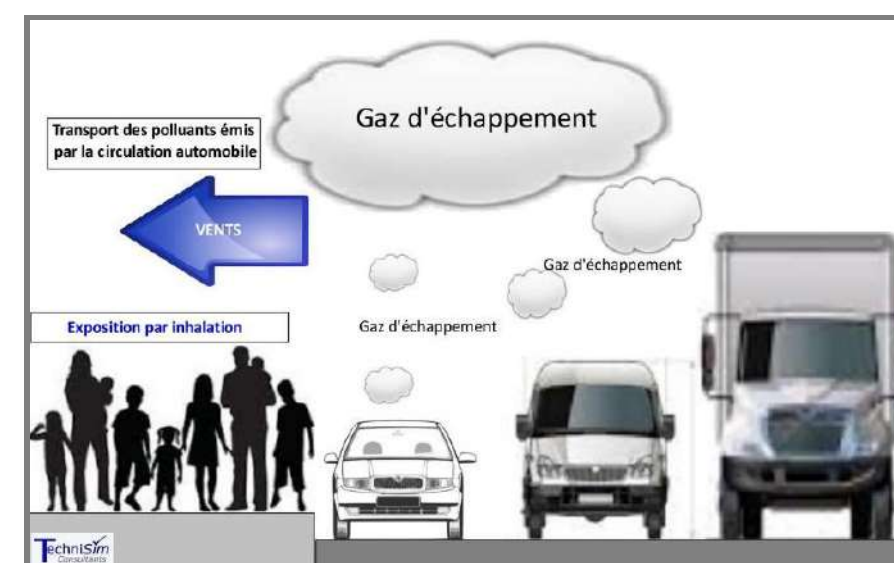 Gaz d'échappement
Transport des polluants émis
par la circulation automobile
VENTS
Gaz d'échappement
Exposition par inhalation
Gaz d'échappement
TechniSim
Consultants